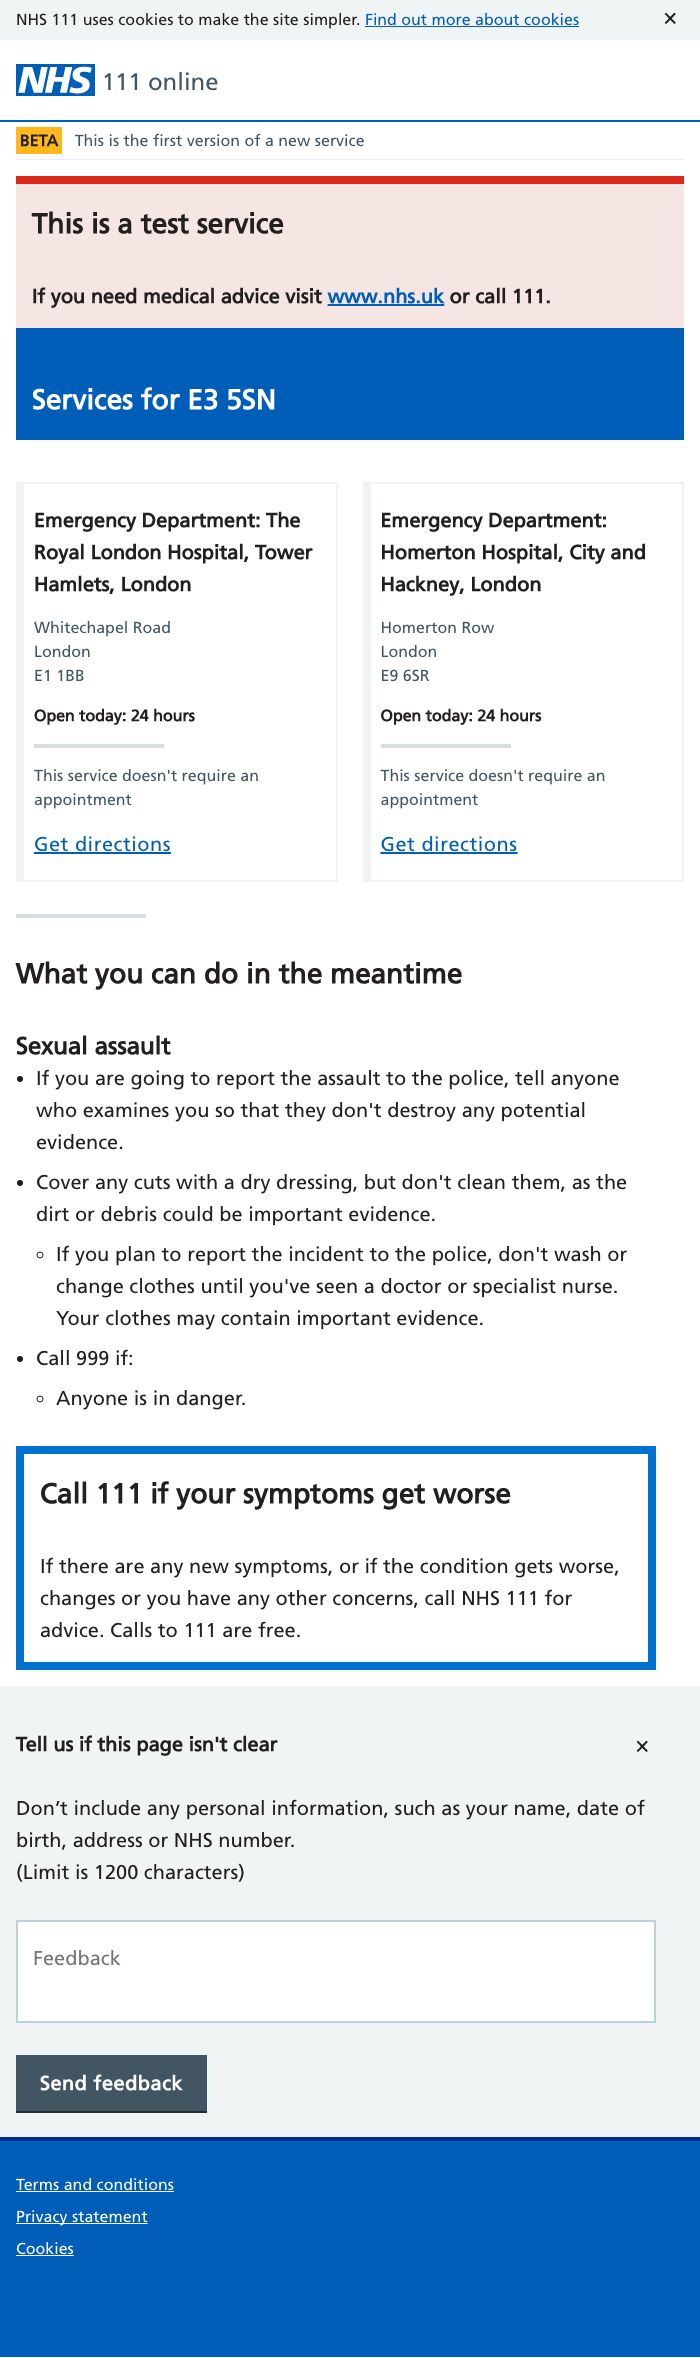 NHS 111 uses cookies to make the site simpler. Find out more about cookies ✕
NHS 111 online
BETA This is the first version of a new service
This is a test service
If you need medical advice visit www.nhs.uk or call 111.
Services for E3 5SN
Emergency Department: The
Royal London Hospital, Tower
Hamlets, London
Whitechapel Road
London
E1 1BB
Open today: 24 hours
This service doesn't require an
appointment
Get directions
Emergency Department:
Homerton Hospital, City and
Hackney, London
Homerton Row
London
E9 6SR
Open today: 24 hours
This service doesn't require an
appointment
Get directions
What you can do in the meantime
Sexual assault
• If you are going to report the assault to the police, tell anyone
who examines you so that they don't destroy any potential
evidence.
• Cover any cuts with a dry dressing, but don't clean them, as the
dirt or debris could be important evidence.
◦ If you plan to report the incident to the police, don't wash or
change clothes until you've seen a doctor or specialist nurse.
Your clothes may contain important evidence.
• Call 999 if:
◦ Anyone is in danger.
Call 111 if your symptoms get worse
If there are any new symptoms, or if the condition gets worse,
changes or you have any other concerns, call NHS 111 for
advice. Calls to 111 are free.
Tell us if this page isn't clear ✕
Don’t include any personal information, such as your name, date of
birth, address or NHS number.
(Limit is 1200 characters)
Feedback
Send feedback
Terms and conditions
Privacy statement
Cookies